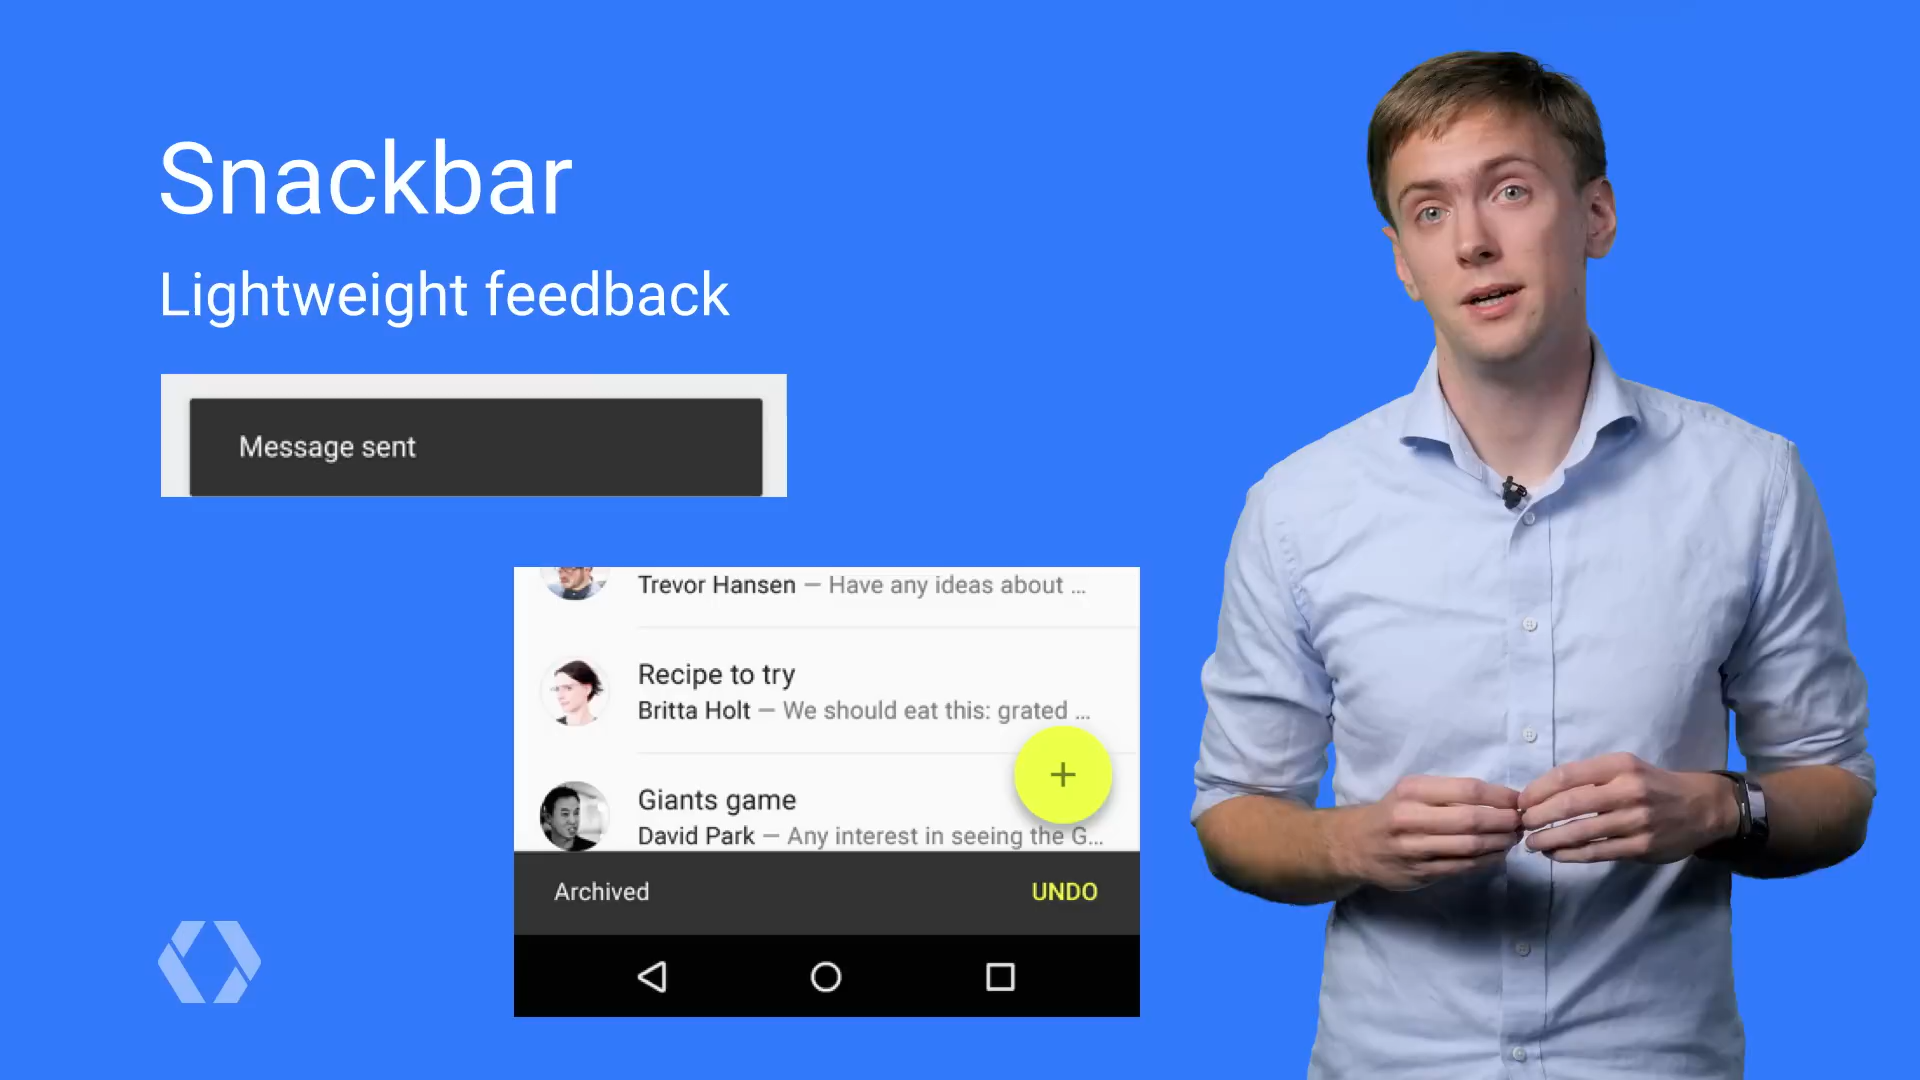 Snackbar
Lightweight feedback
Message sent
Trevor Hansen — Have any ideas about ...
Recipe to try
Britta Holt — We should eat this: grated ...
Giants game
David Park — Any interest in seeing the G...
Archived UNDO